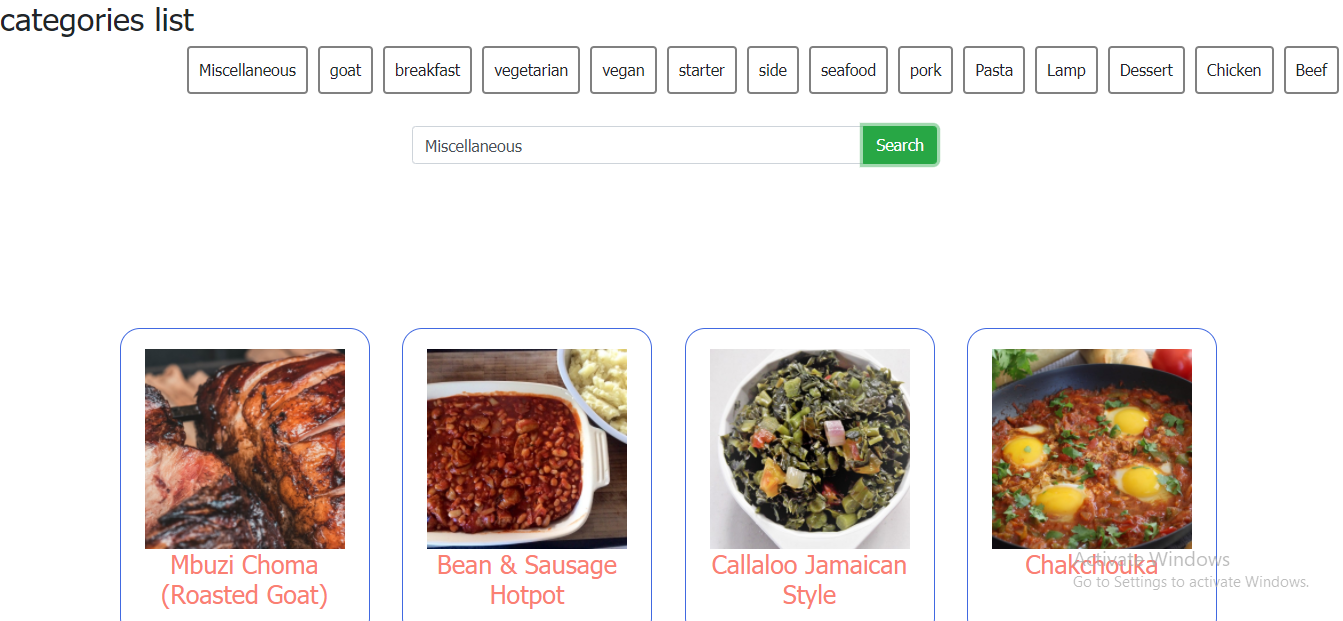 categories list
Miscellaneous goat breakfast vegetarian vegan starter side seafood pork Pasta Lamp Dessert Chicken Beef
Miscellaneous Search
Mbuzi Choma
(Roasted Goat)
Bean & Sausage
Hotpot
Callaloo Jamaican
Style
Chakchouka
Activate Windows
Go to Settings to activate Windows.